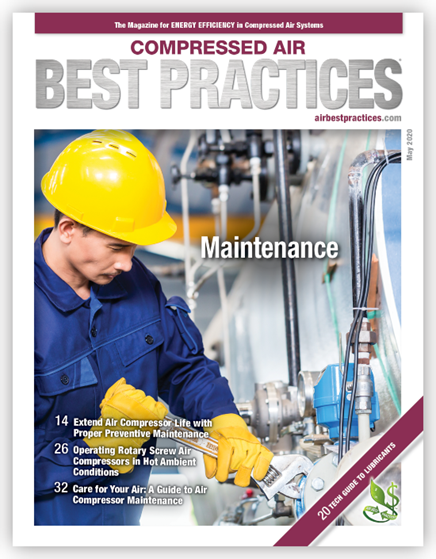 The Magazine for ENERGY EFFICIENCY in Compressed Air Systems
COMPRESSED AIR
BEST PRACTICES
airbestpractices.com
May 2020
Maintenance
14 Extend Air Compressor Life with
Proper Preventive Maintenance
26 Operating Rotary Screw Air
Compressors in Hot Ambient
Conditions
32 Care for Your Air: A Guide to Air
Compressor Maintenance
20 TECH GUIDE TO LUBRICANTS
$